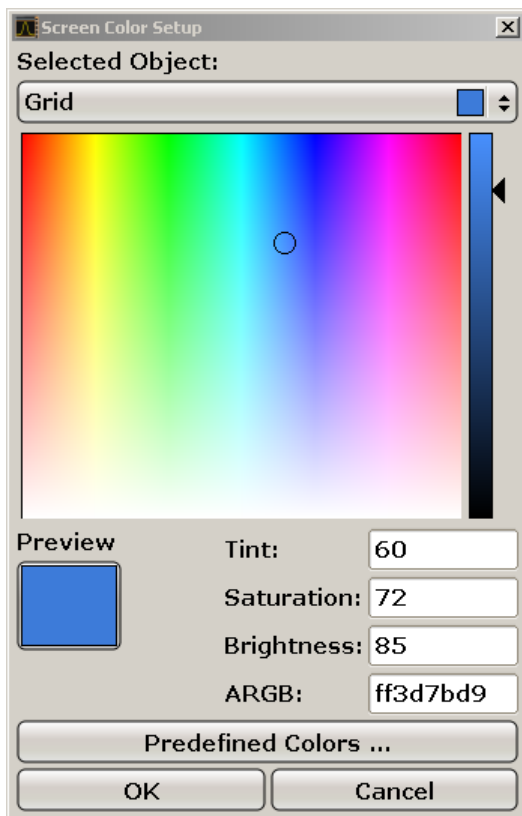 Screen Color Setup
Selected Object:
Grid
Preview
Tint: 60
Saturation: 72
Brightness: 85
ARGB: ff3d7bd9
Predefined Colors ...
OK Cancel